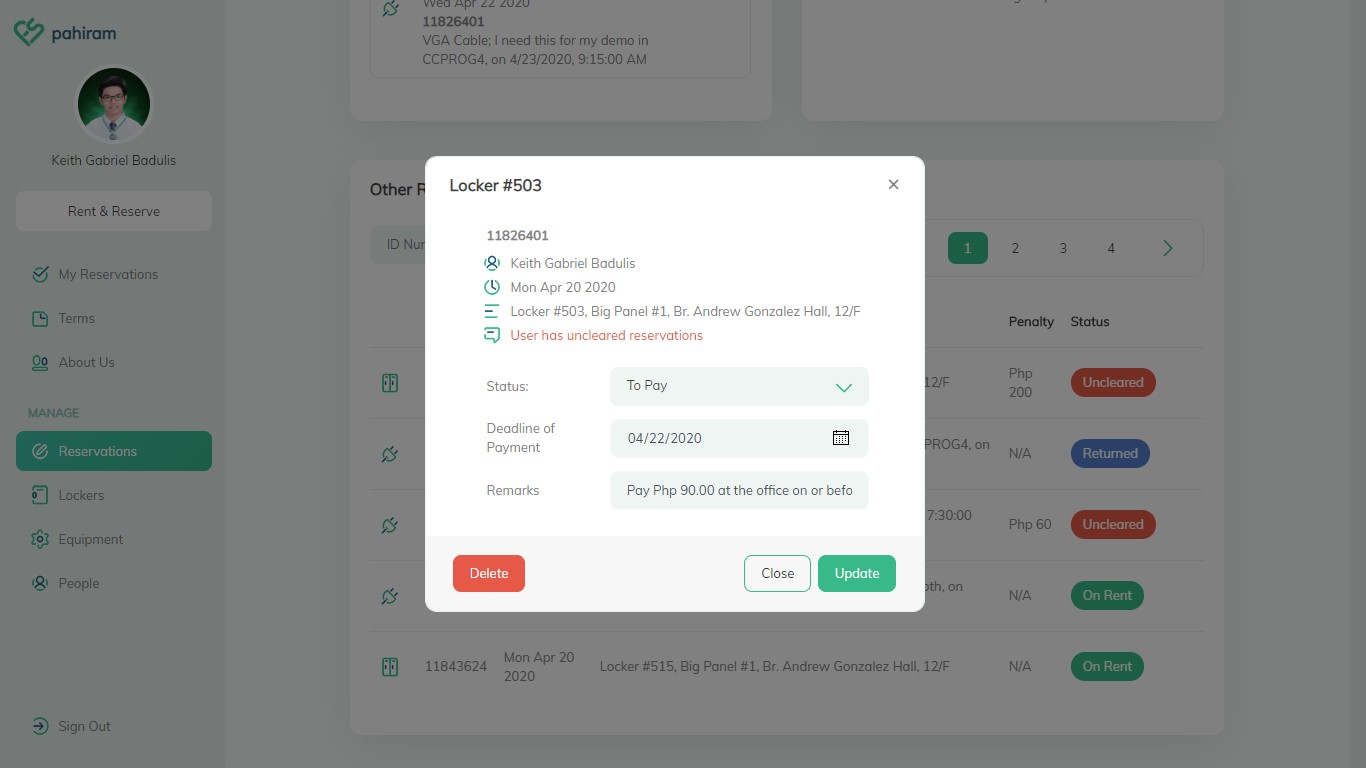 pahiram
Keith Gabriel Badulis
Rent & Reserve
My Reservations
Terms
About Us
MANAGE
Reservations
Lockers
Equipment
People
Sign Out
Wed Apr 22 2020
11826401
VGA Cable; I need this for my demo in
CCPROG4, on 4/23/2020, 9:15:00 AM
Other R
ID Nur
1 2 3 4
Penalty Status
12/F Php
200 Uncleared
PROG4, on
N/A Returned
7:30:00
Php 60 Uncleared
oth, on
N/A On Rent
11843624 Mon Apr 20
2020 Locker #515, Big Panel #1, Br. Andrew Gonzalez Hall, 12/F N/A On Rent
Locker #503
11826401
Keith Gabriel Badulis
Mon Apr 20 2020
Locker #503, Big Panel #1, Br. Andrew Gonzalez Hall, 12/F
User has uncleared reservations
Status: To Pay
Deadline of
Payment 04/22/2020
Remarks Pay Php 90.00 at the office on or befo
Delete Close Update